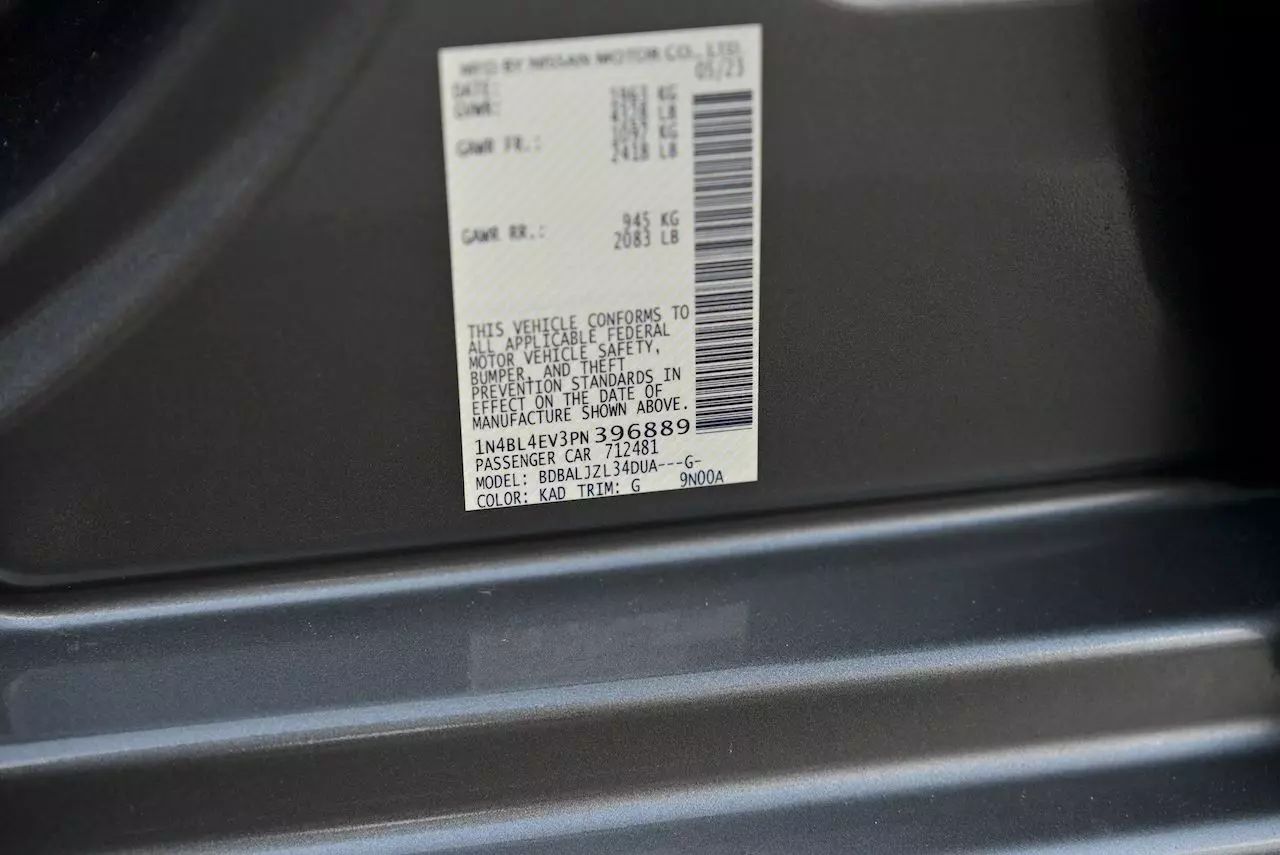 MFD BY NISSAN MOTOR CO., LTD.
DATE: 05/23
GVWR: 1963 KG
4328 LB
GAWR FR.: 1097 KG
2418 LB
GAWR RR.: 945 KG
2083 LB
THIS VEHICLE CONFORMS TO
ALL APPLICABLE FEDERAL
MOTOR VEHICLE SAFETY,
BUMPER, AND THEFT
PREVENTION STANDARDS IN
EFFECT ON THE DATE OF
MANUFACTURE SHOWN ABOVE.
1N4BL4EV3PN 396889
PASSENGER CAR 712481
MODEL: BDBALJZL34DUA---G-
COLOR: KAD TRIM: G 9N00A